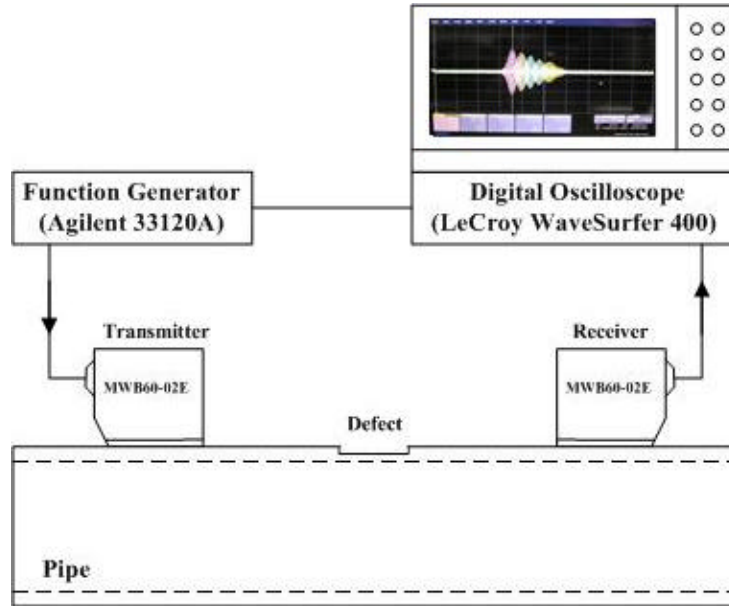 Function Generator
(Agilent 33120A)
Digital Oscilloscope
(LeCroy WaveSurfer 400)
Transmitter
Receiver
MWB60-02E
MWB60-02E
Defect
Pipe